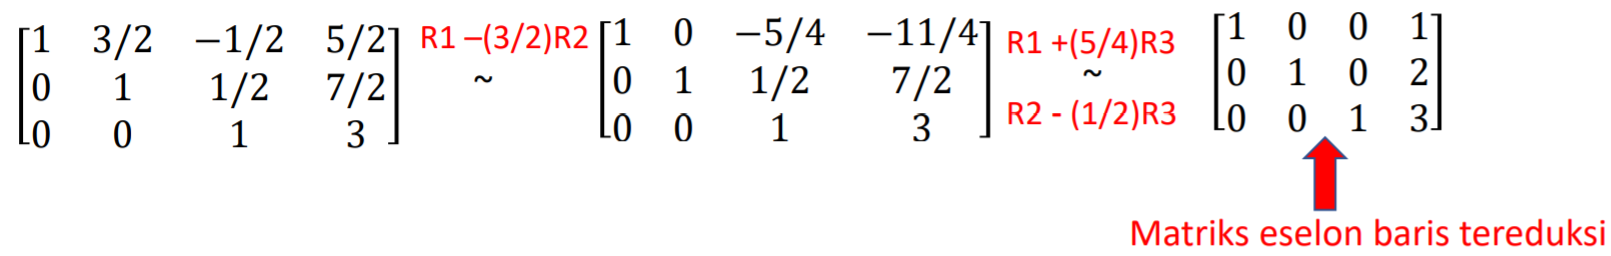 [1 3/2 −1/2 5/2] R1 –(3/2)R2 [1 0 −5/4 −11/4] R1 +(5/4)R3 [1 0 0 1]
[0 1 1/2 7/2] ~ [0 1 1/2 7/2] ~ [0 1 0 2]
[0 0 1 3] [0 0 1 3] R2 - (1/2)R3 [0 0 1 3]
Matriks eselon baris tereduksi